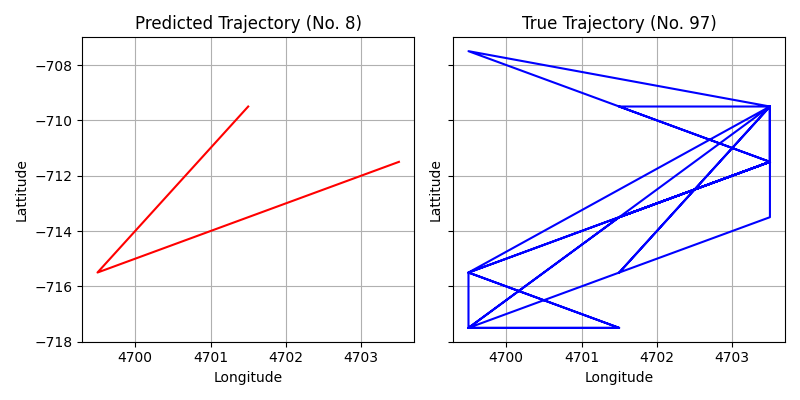 Predicted Trajectory (No. 8)
True Trajectory (No. 97)
Lattitude
−708
−710
−712
−714
−716
−718
4700
4701
4702
4703
Longitude
Lattitude
4700
4701
4702
4703
Longitude